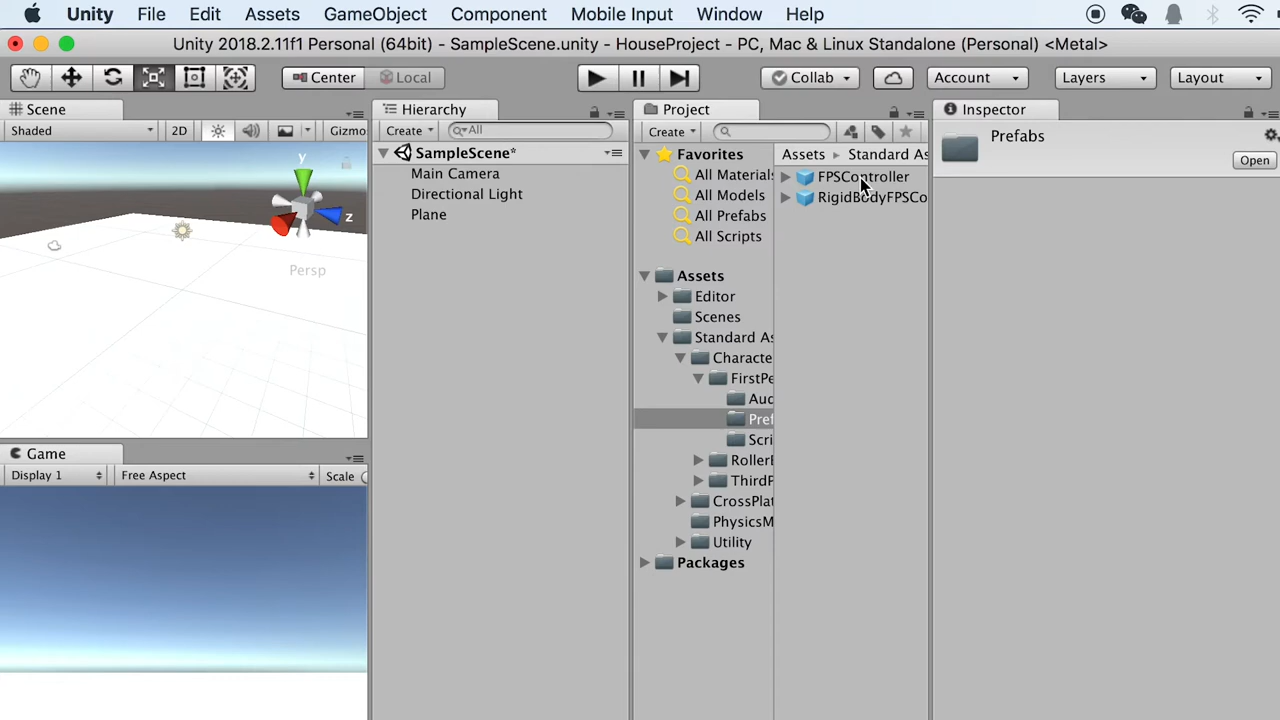 Unity File Edit Assets GameObject Component Mobile Input Window Help
Unity 2018.2.11f1 Personal (64bit) - SampleScene.unity - HouseProject - PC, Mac & Linux Standalone (Personal) <Metal>
Center Local Collab Account Layers Layout
Scene Hierarchy Project Inspector
Shaded 2D Gizmo
Create All
SampleScene*
Main Camera
Directional Light
Plane
y
z
Persp
Create
Favorites
All Materials
All Models
All Prefabs
All Scripts
Assets
Editor
Scenes
Standard As
Characte
FirstPe
Auc
Pref
Scri
RollerB
ThirdP
CrossPlat
PhysicsM
Utility
Packages
Assets Standard As
FPSController
RigidBodyFPSCo
Prefabs
Open
Game
Display 1 Free Aspect Scale